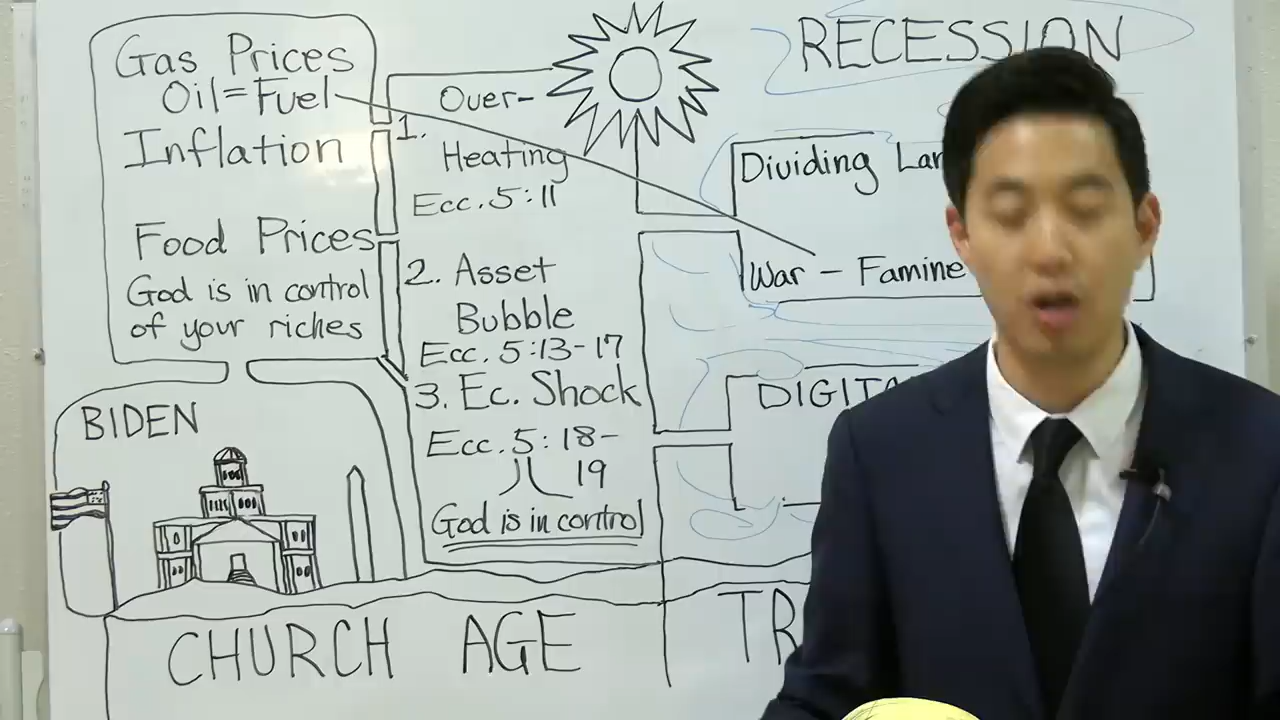 Gas Prices
Oil=Fuel
Inflation
Food Prices
God is in control
of your riches
BIDEN
Over-
1.
Heating
Ecc. 5:11
2. Asset
Bubble
Ecc. 5:13-17
3. Ec. Shock
Ecc. 5:18-
19
God is in control
RECESSION
Dividing
War - Famine
CHURCH AGE